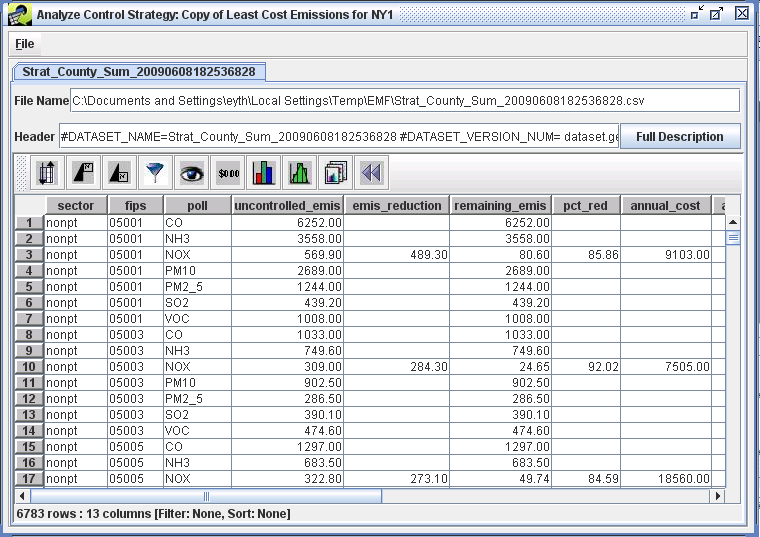 Analyze Control Strategy: Copy of Least Cost Emissions for NY1
File
Strat_County_Sum_20090608182536828
File Name C:\Documents and Settings\eyth\Local Settings\Temp\EMF\Strat_County_Sum_20090608182536828.csv
Header #DATASET_NAME=Strat_County_Sum_20090608182536828 #DATASET_VERSION_NUM= dataset.ge Full Description
$000
sector fips poll uncontrolled_emis emis_reduction remaining_emis pct_red annual_cost a
1 nonpt 05001 CO 6252.00 6252.00
2 nonpt 05001 NH3 3558.00 3558.00
3 nonpt 05001 NOX 569.90 489.30 80.60 85.86 9103.00
4 nonpt 05001 PM10 2689.00 2689.00
5 nonpt 05001 PM2_5 1244.00 1244.00
6 nonpt 05001 SO2 439.20 439.20
7 nonpt 05001 VOC 1008.00 1008.00
8 nonpt 05003 CO 1033.00 1033.00
9 nonpt 05003 NH3 749.60 749.60
10 nonpt 05003 NOX 309.00 284.30 24.65 92.02 7505.00
11 nonpt 05003 PM10 902.50 902.50
12 nonpt 05003 PM2_5 286.50 286.50
13 nonpt 05003 SO2 390.10 390.10
14 nonpt 05003 VOC 474.60 474.60
15 nonpt 05005 CO 1297.00 1297.00
16 nonpt 05005 NH3 683.50 683.50
17 nonpt 05005 NOX 322.80 273.10 49.74 84.59 18560.00
6783 rows : 13 columns [Filter: None, Sort: None]